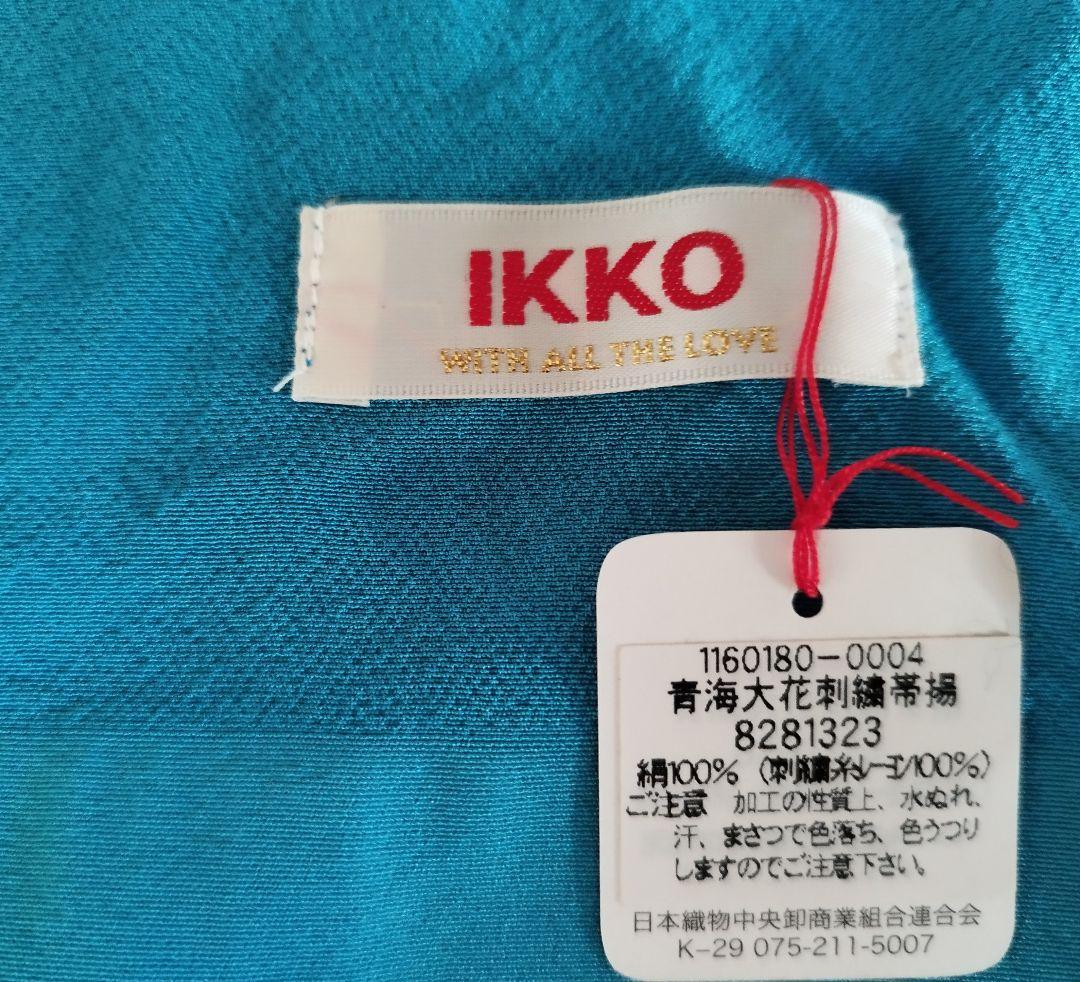 IKKO
WITH ALL THE LOVE
1160180-0004
青海大花刺繍帯揚
8281323
絹100% (刺繍糸レーヨン100%)
ご注意 加工の性質上、水ぬれ、
汗、まさつで色落ち、色うつり
しますのでご注意下さい。
日本織物中央卸商業組合連合会
K-29 075-211-5007